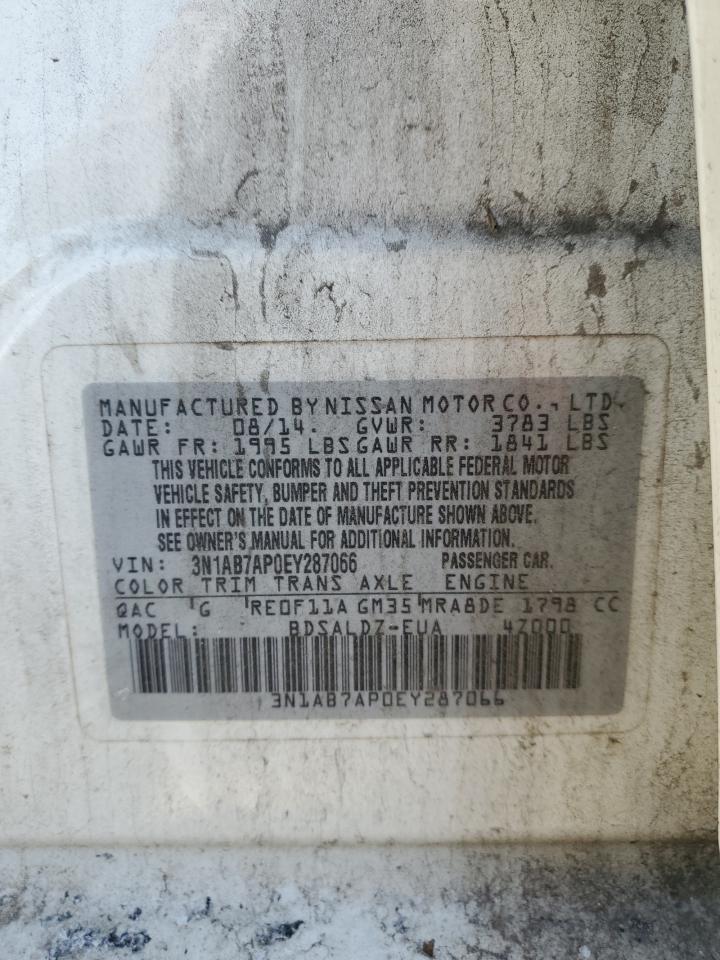 MANUFACTURED BY NISSAN MOTOR CO., LTD.
DATE: 08/14. GVWR: 3783 LBS
GAWR FR: 1995 LBS GAWR RR: 1841 LBS
THIS VEHICLE CONFORMS TO ALL APPLICABLE FEDERAL MOTOR
VEHICLE SAFETY, BUMPER AND THEFT PREVENTION STANDARDS
IN EFFECT ON THE DATE OF MANUFACTURE SHOWN ABOVE.
SEE OWNER'S MANUAL FOR ADDITIONAL INFORMATION.
VIN: 3N1AB7AP0EY287066 PASSENGER CAR.
COLOR TRIM TRANS AXLE ENGINE
QAC G RE0F11A GM35 MRA8DE 1798 CC
MODEL: BDSALDZ-EUA 4Z000
3N1AB7AP0EY287066